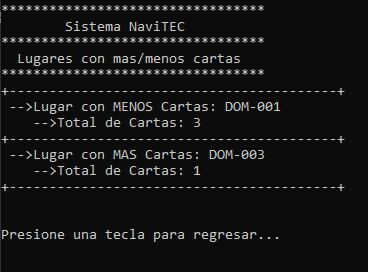 *********************************
Sistema NaviTEC
*********************************
Lugares con mas/menos cartas
*********************************
+-----------------------------------------+
-->Lugar con MENOS Cartas: DOM-001
-->Total de Cartas: 3
+-----------------------------------------+
-->Lugar con MAS Cartas: DOM-003
-->Total de Cartas: 1
+-----------------------------------------+
Presione una tecla para regresar...